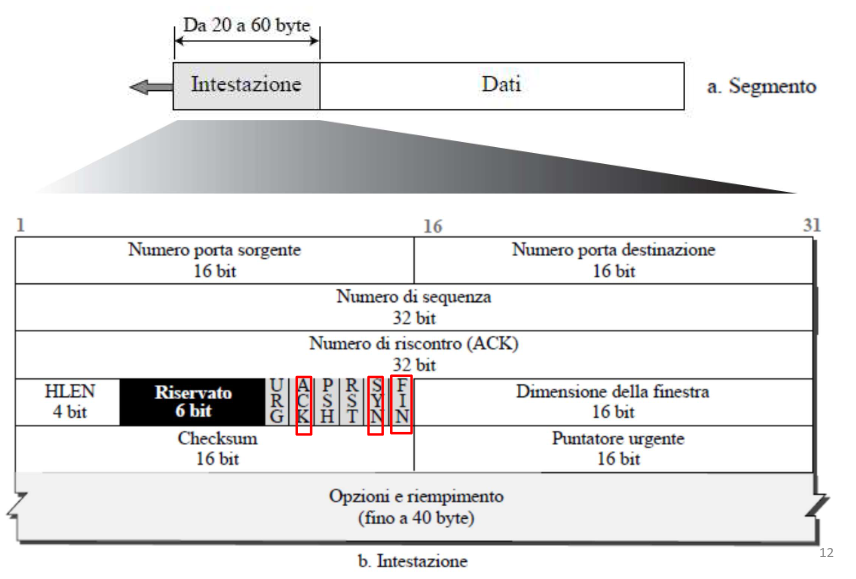 Da 20 a 60 byte
Intestazione
Dati
a. Segmento
1
16
31
Numero porta sorgente
16 bit
Numero porta destinazione
16 bit
Numero di sequenza
32 bit
Numero di riscontro (ACK)
32 bit
HLEN
4 bit
Riservato
6 bit
URG
ACK
PSH
RST
SYN
FIN
Dimensione della finestra
16 bit
Checksum
16 bit
Puntatore urgente
16 bit
Opzioni e riempimento
(fino a 40 byte)
b. Intestazione
12